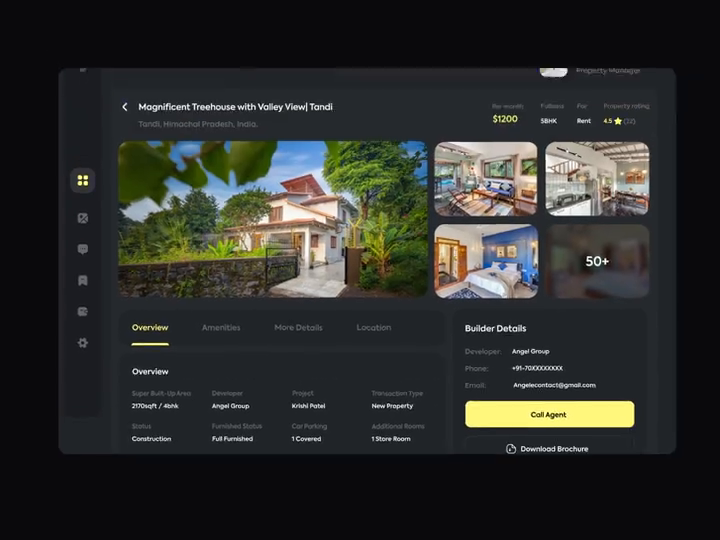 Property Manager
Magnificent Treehouse with Valley View| Tandi
Tandi, Himachal Pradesh, India.
Per month
$1200
Fullsess
5BHK
For
Rent
Property rating
4.5 (32)
50+
Overview
Amenities
More Details
Location
Overview
Super Built-Up Area
2170sqft / 4bhk
Developer
Angel Group
Project
Krishi Patel
Transaction Type
New Property
Status
Construction
Furnished Status
Full Furnished
Car Parking
1 Covered
Additional Rooms
1 Store Room
Builder Details
Developer: Angel Group
Phone: +91-70XXXXXXXX
Email: Angelecontact@gmail.com
Call Agent
Download Brochure